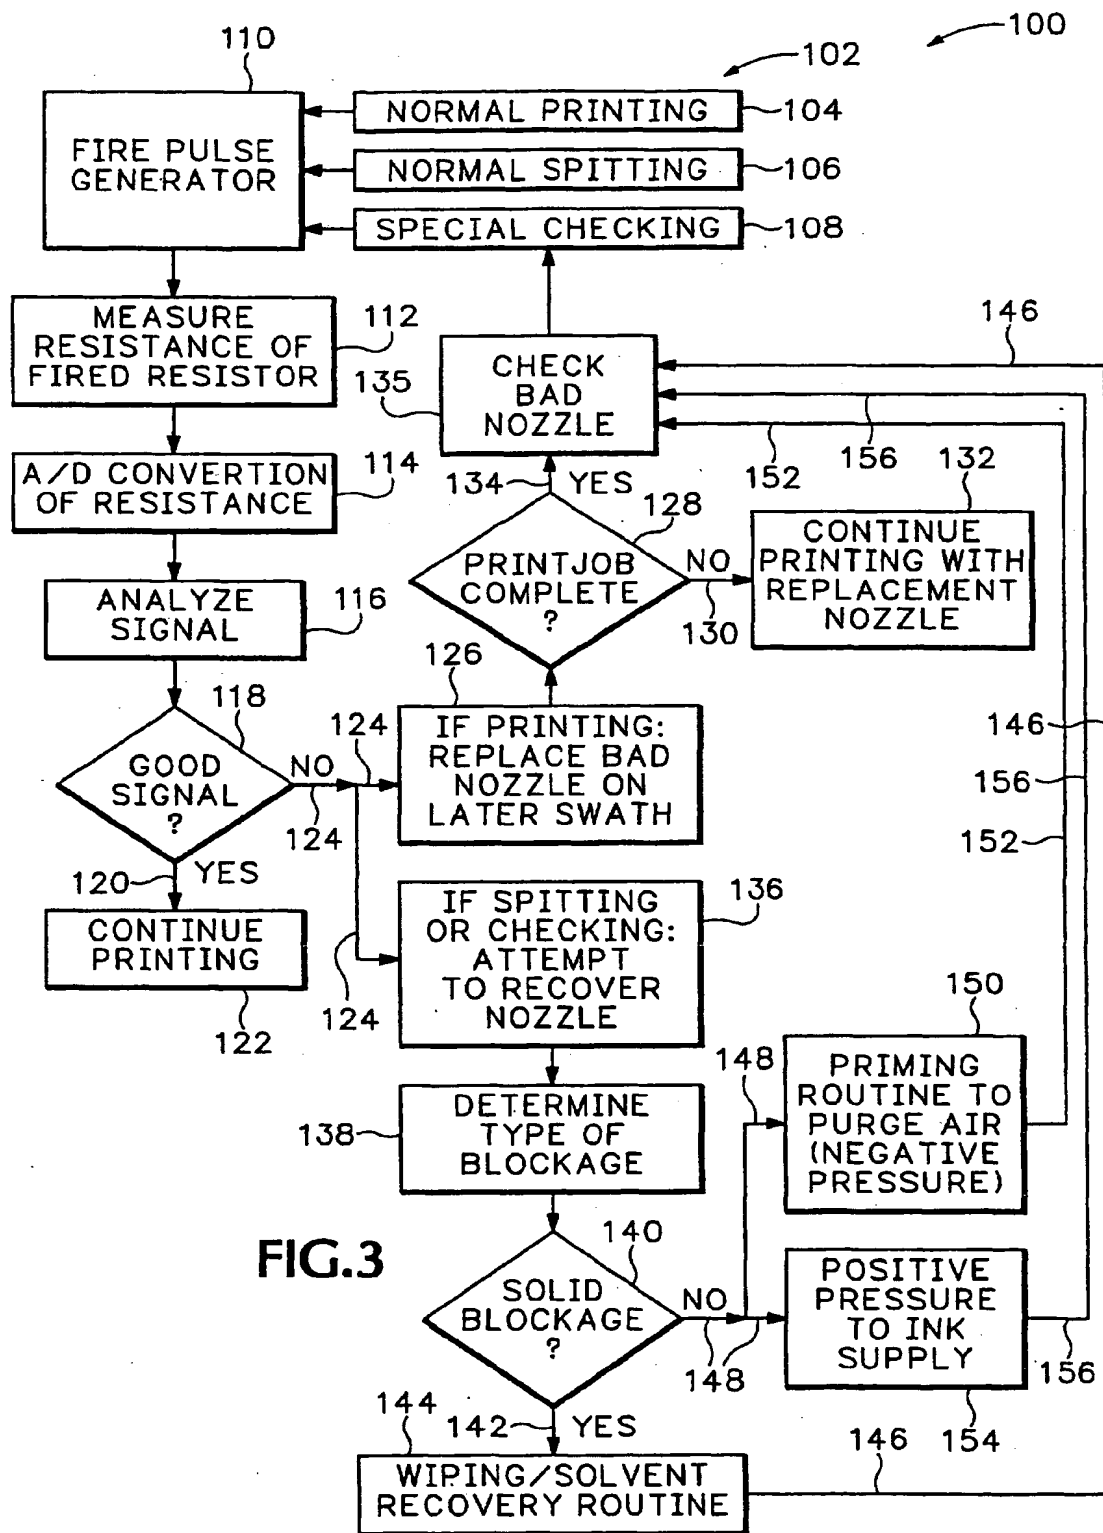 100
102
110
FIRE PULSE
GENERATOR
NORMAL PRINTING
104
NORMAL SPITTING
106
SPECIAL CHECKING
108
MEASURE
RESISTANCE OF
FIRED RESISTOR
112
A/D CONVERTION
OF RESISTANCE
114
ANALYZE
SIGNAL
116
118
GOOD
SIGNAL
?
NO
124
124
120
YES
CONTINUE
PRINTING
122
124
CHECK
BAD
NOZZLE
135
146
156
152
134
YES
128
PRINTJOB
COMPLETE
?
NO
130
132
CONTINUE
PRINTING WITH
REPLACEMENT
NOZZLE
126
IF PRINTING:
REPLACE BAD
NOZZLE ON
LATER SWATH
146
156
152
IF SPITTING
OR CHECKING:
ATTEMPT
TO RECOVER
NOZZLE
136
DETERMINE
TYPE OF
BLOCKAGE
138
140
SOLID
BLOCKAGE
?
NO
148
148
148
150
PRIMING
ROUTINE TO
PURGE AIR
(NEGATIVE
PRESSURE)
POSITIVE
PRESSURE
TO INK
SUPPLY
156
154
142
YES
144
WIPING/SOLVENT
RECOVERY ROUTINE
146
FIG.3